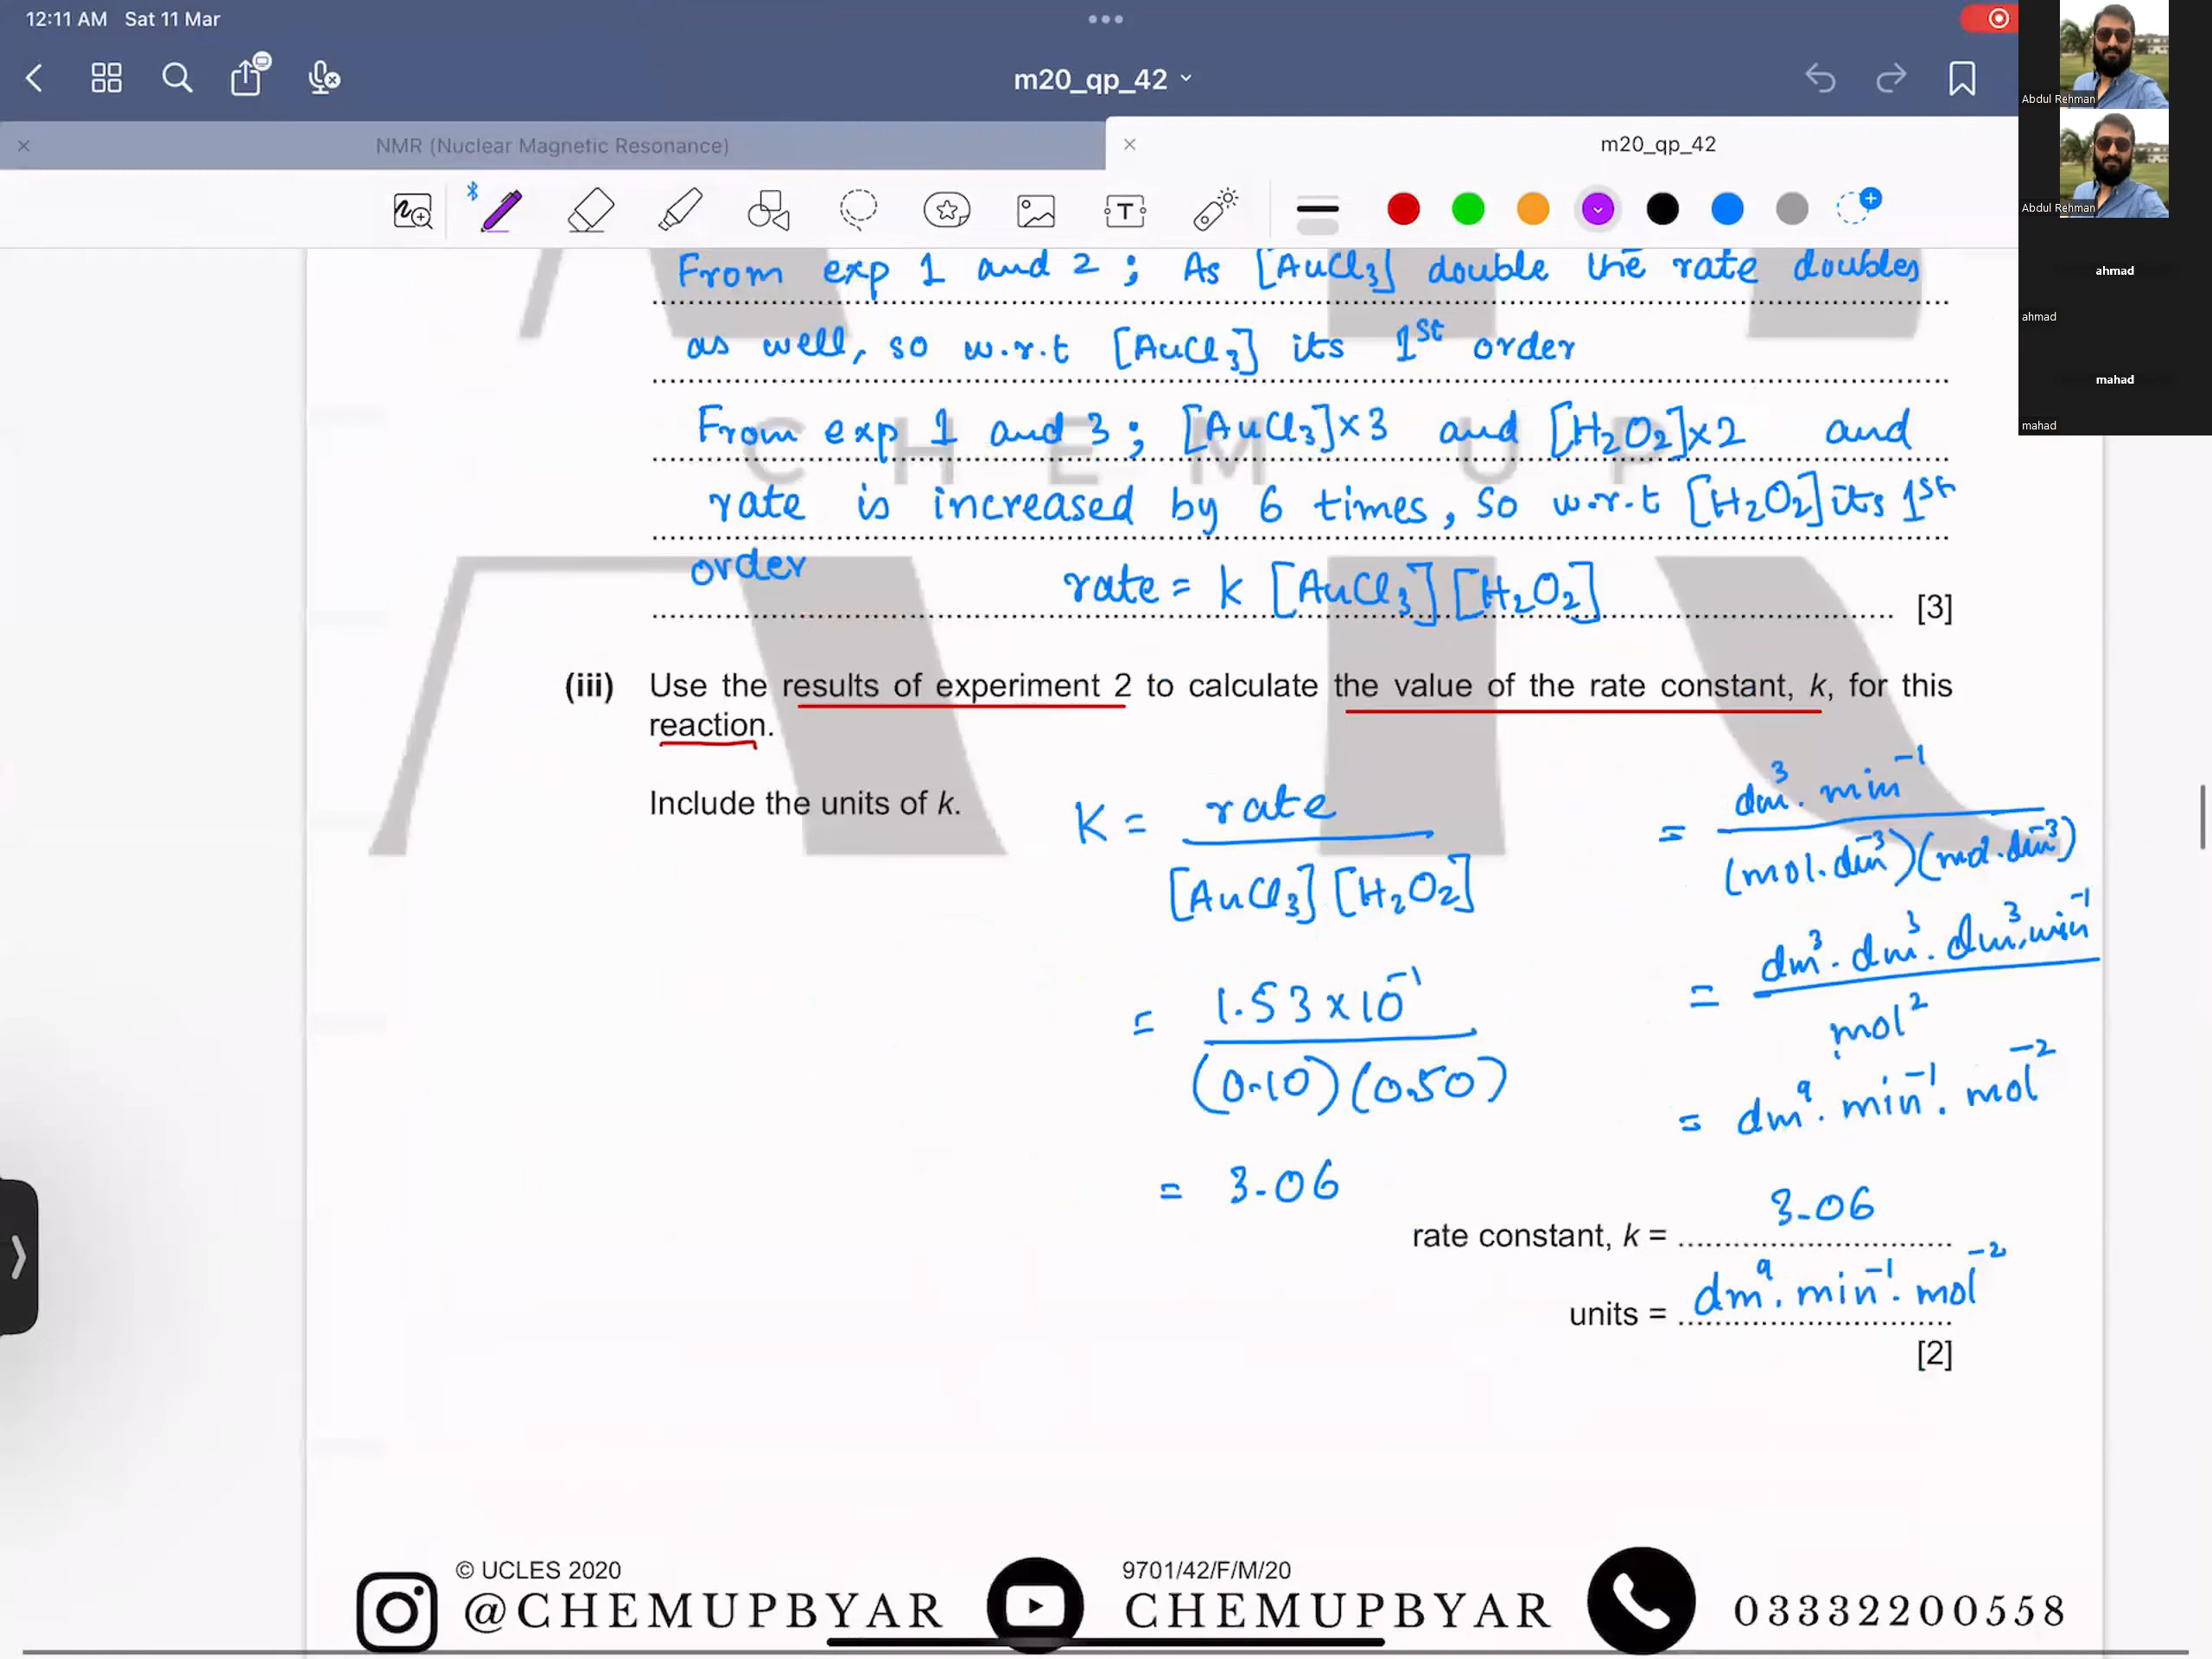 12:11 AM Sat 11 Mar
m20_qp_42
NMR (Nuclear Magnetic Resonance)
m20_qp_42
Abdul Rehman
Abdul Rehman
ahmad
ahmad
mahad
mahad
From exp 1 and 2 ; As [AuCl₃] double the rate doubles
as well, so w.r.t [AuCl₃] its 1ˢᵗ order
From exp 1 and 3 ; [AuCl₃]×3 and [H₂O₂]×2 and
rate is increased by 6 times, so w.r.t [H₂O₂] its 1ˢᵗ
order rate = k [AuCl₃][H₂O₂] [3]
CHEM UP
(iii) Use the results of experiment 2 to calculate the value of the rate constant, k, for this
reaction.
Include the units of k.
K = rate / [AuCl₃][H₂O₂]
= 1.53 × 10⁻¹ / (0.10)(0.50)
= 3.06
= dm³. min⁻¹ / (mol.dm⁻³)(mol.dm⁻³)
= dm³. dm³. dm³. min⁻¹ / mol²
= dm⁹. min⁻¹. mol⁻²
rate constant, k = 3.06
units = dm⁹. min⁻¹. mol⁻²
[2]
© UCLES 2020 9701/42/F/M/20
@CHEMUPBYAR CHEMUPBYAR 03332200558